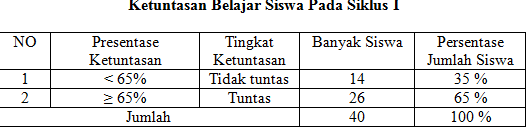 Ketuntasan Belajar Siswa Pada Siklus I
NO Presentase Ketuntasan Tingkat Ketuntasan Banyak Siswa Persentase Jumlah Siswa
1 < 65% Tidak tuntas 14 35 %
2 ≥ 65% Tuntas 26 65 %
Jumlah 40 100 %